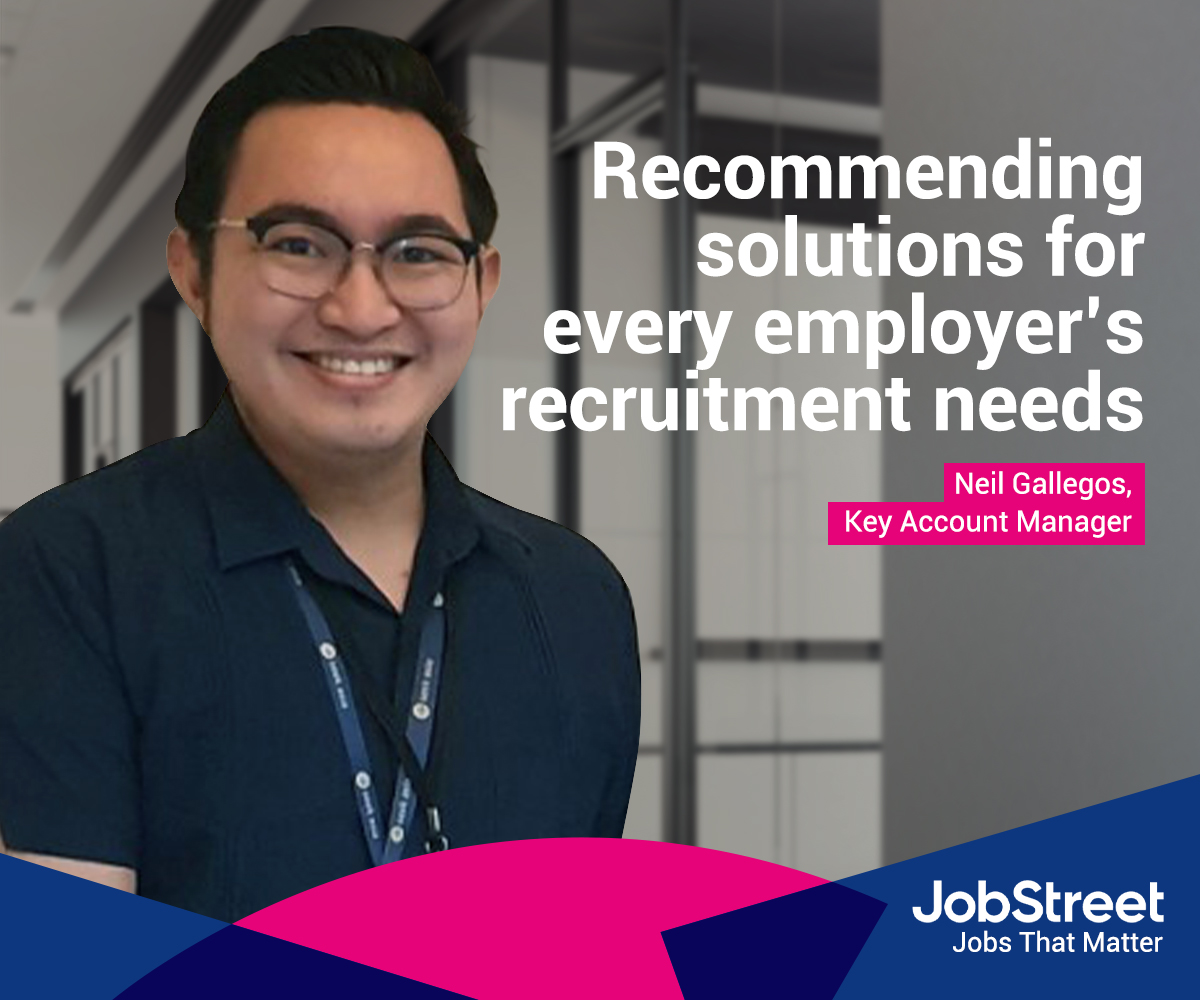 Recommending
solutions for
every employer's
recruitment needs
Neil Gallegos,
Key Account Manager
JobStreet
Jobs That Matter